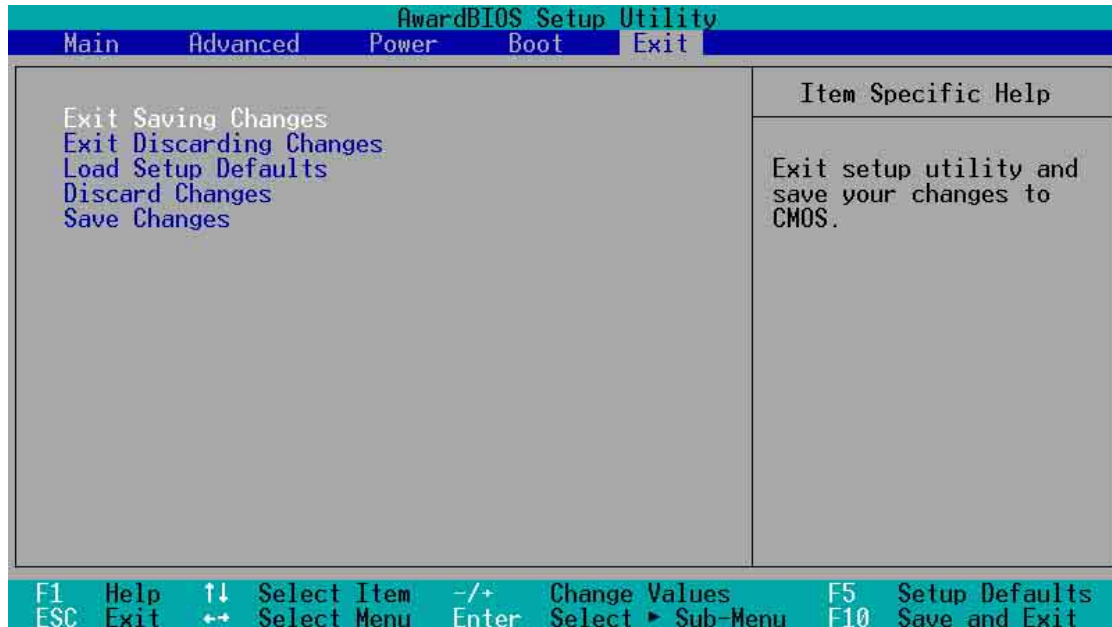 AwardBIOS Setup Utility
Main Advanced Power Boot Exit
Exit Saving Changes
Exit Discarding Changes
Load Setup Defaults
Discard Changes
Save Changes
Item Specific Help
Exit setup utility and
save your changes to
CMOS.
F1 Help ↑↓ Select Item -/+ Change Values F5 Setup Defaults
ESC Exit ←→ Select Menu Enter Select ► Sub-Menu F10 Save and Exit